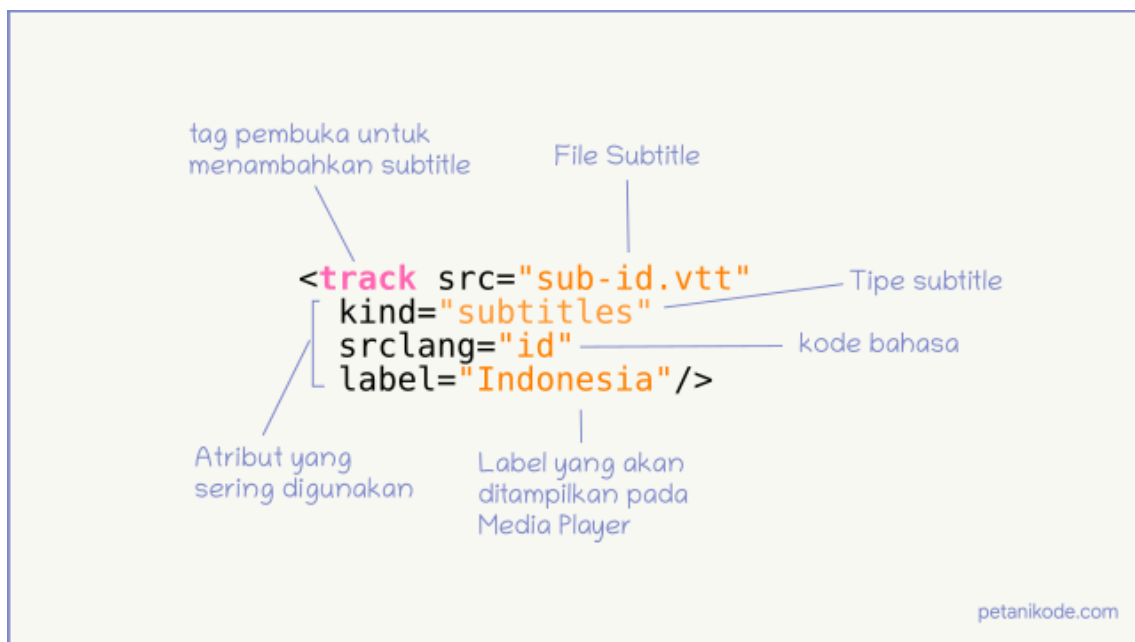 tag pembuka untuk
menambahkan subtitle
File Subtitle
<track src="sub-id.vtt"
kind="subtitles"
Tipe subtitle
srclang="id"
kode bahasa
label="Indonesia"/>
Atribut yang
sering digunakan
Label yang akan
ditampilkan pada
Media Player
petanikode.com